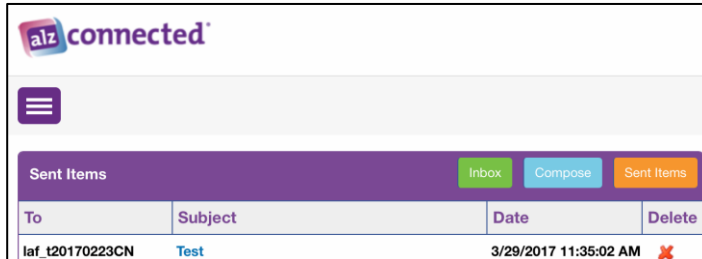 alz connected
Sent Items Inbox Compose Sent Items
To Subject Date Delete
laf_t20170223CN Test 3/29/2017 11:35:02 AM